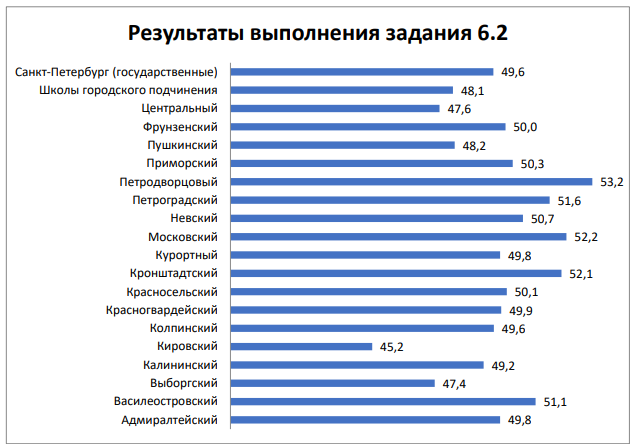 Результаты выполнения задания 6.2
Санкт-Петербург (государственные) 49,6
Школы городского подчинения 48,1
Центральный 47,6
Фрунзенский 50,0
Пушкинский 48,2
Приморский 50,3
Петродворцовый 53,2
Петроградский 51,6
Невский 50,7
Московский 52,2
Курортный 49,8
Кронштадтский 52,1
Красносельский 50,1
Красногвардейский 49,9
Колпинский 49,6
Кировский 45,2
Калининский 49,2
Выборгский 47,4
Василеостровский 51,1
Адмиралтейский 49,8